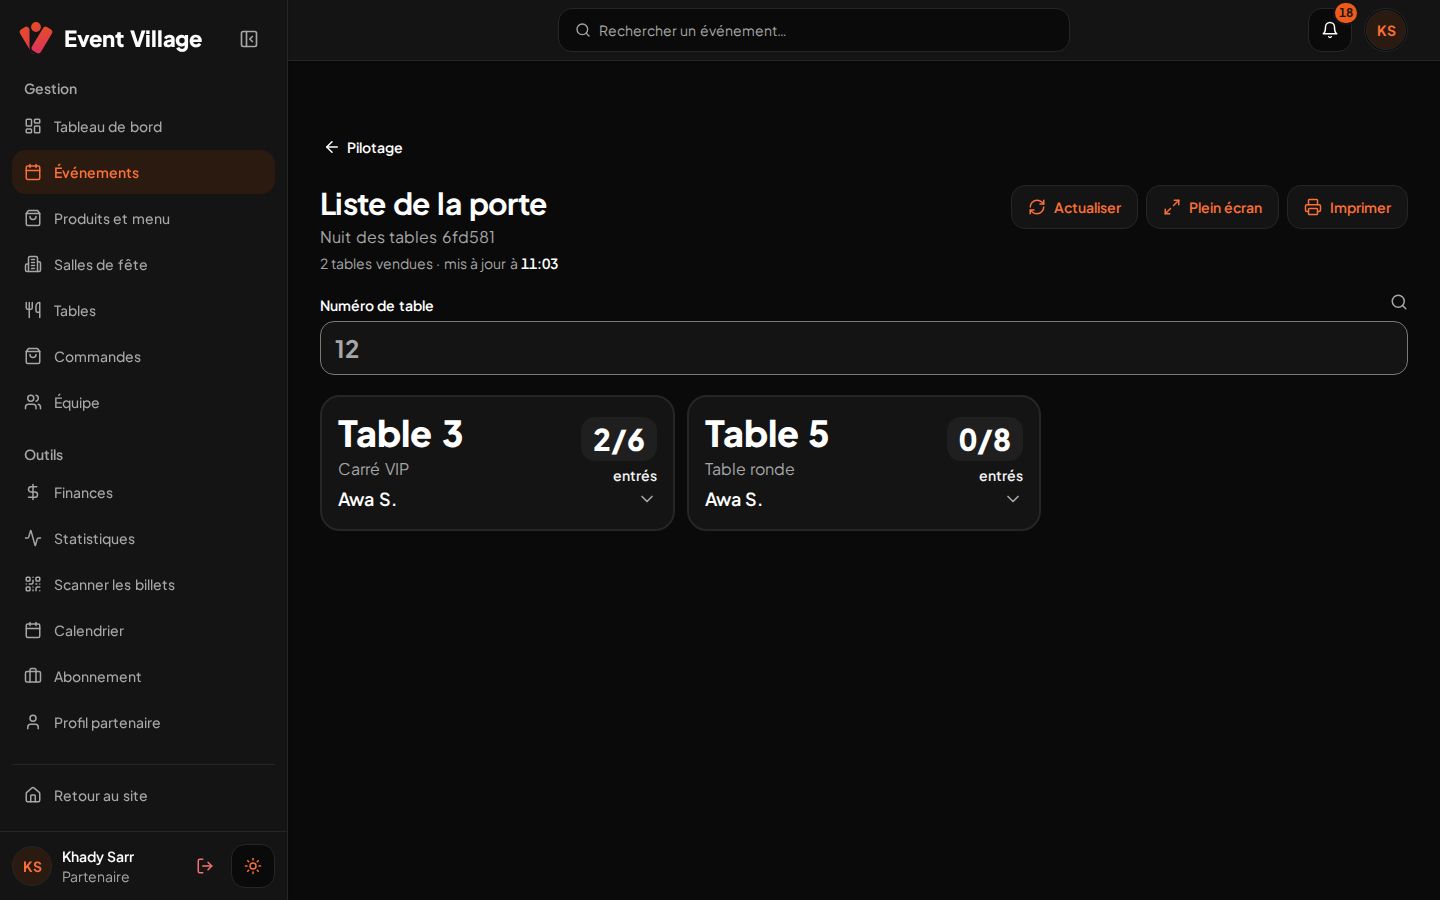 Event Village
Rechercher un événement...
18
KS
Gestion
Tableau de bord
Événements
Produits et menu
Salles de fête
Tables
Commandes
Équipe
Outils
Finances
Statistiques
Scanner les billets
Calendrier
Abonnement
Profil partenaire
Retour au site
KS
Khady Sarr
Partenaire
Pilotage
Liste de la porte
Actualiser
Plein écran
Imprimer
Nuit des tables 6fd581
2 tables vendues · mis à jour à 11:03
Numéro de table
12
Table 3
2/6
Carré VIP
entrés
Awa S.
Table 5
0/8
Table ronde
entrés
Awa S.